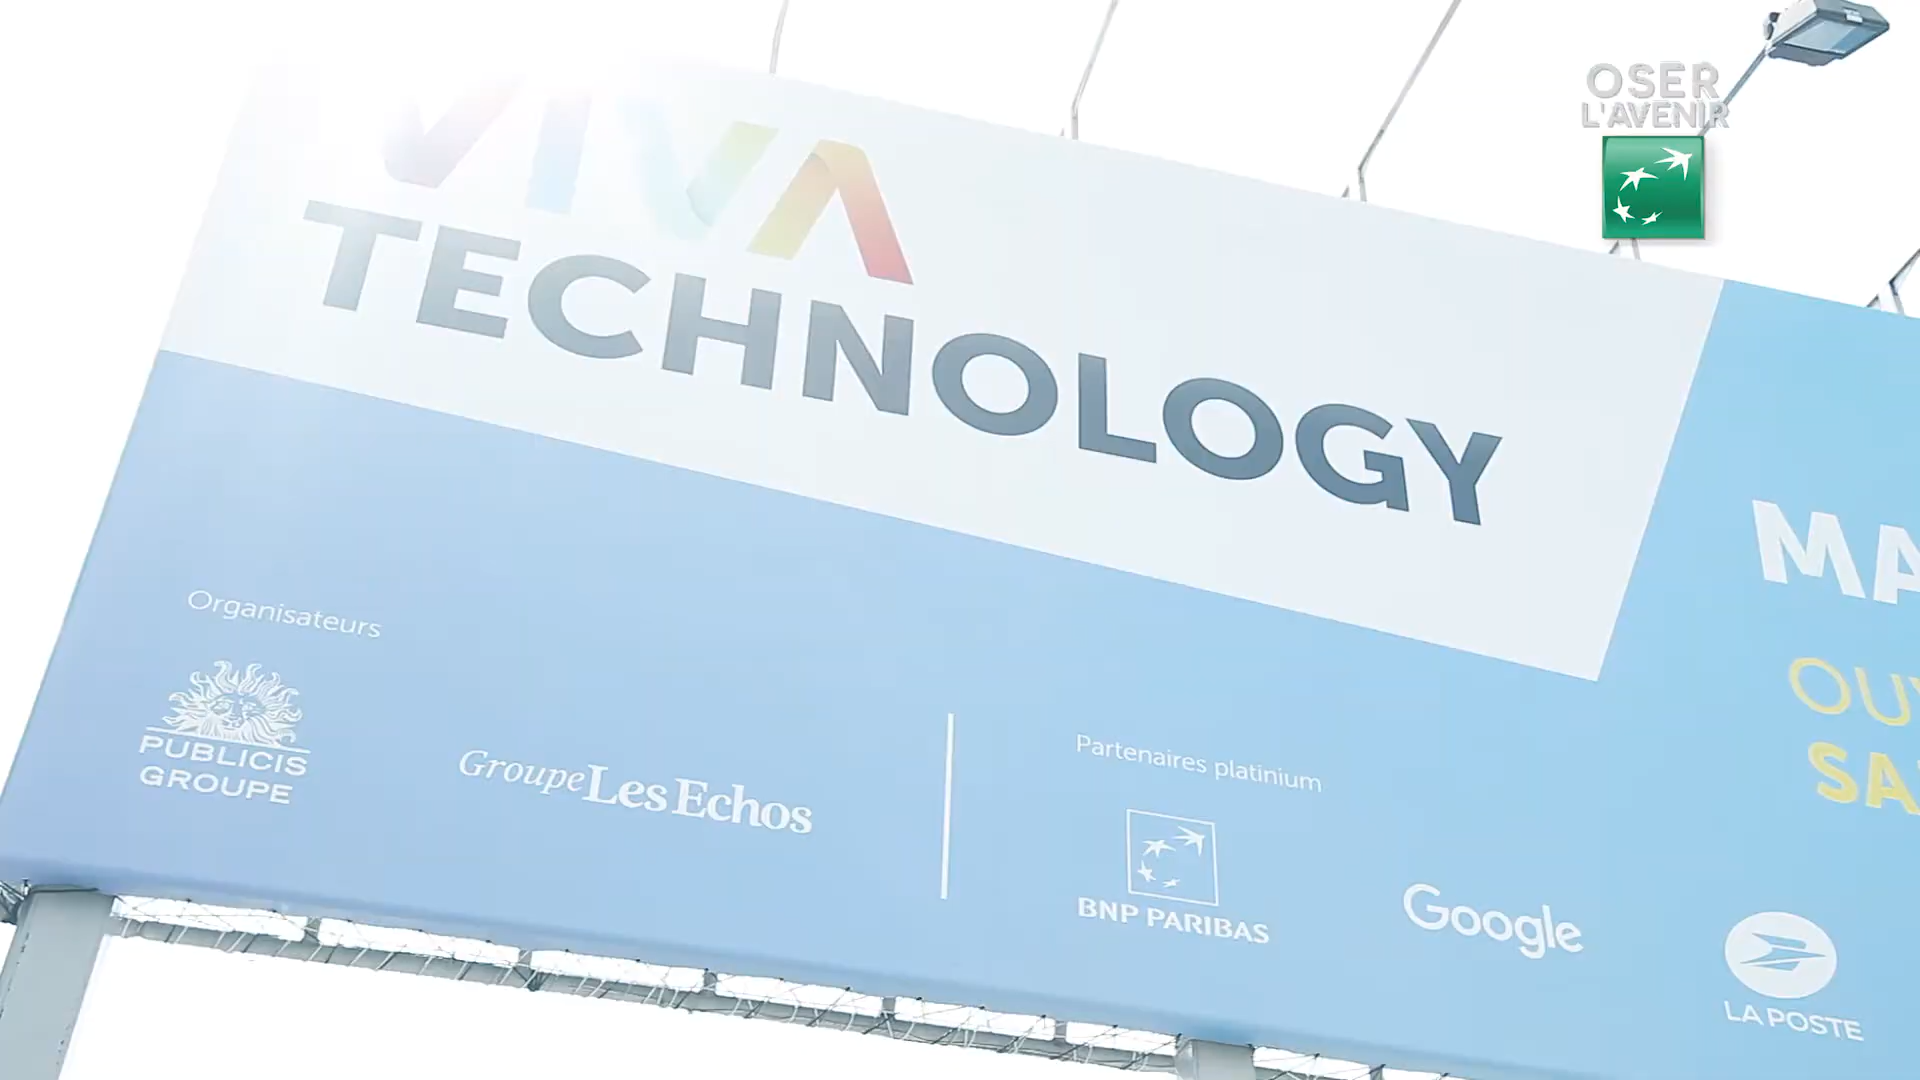 OSER
L'AVENIR
VIVA
TECHNOLOGY
Organisateurs
PUBLICIS
GROUPE
Groupe Les Echos
Partenaires platinium
BNP PARIBAS
Google
LA POSTE